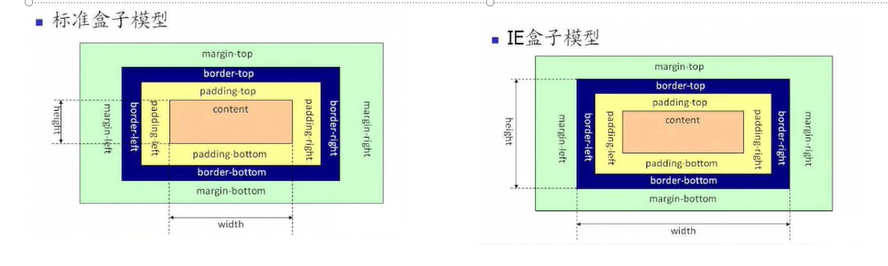 标准盒子模型
margin-top
border-top
padding-top
content
height
margin-left
border-left
padding-left
padding-right
border-right
margin-right
padding-bottom
border-bottom
margin-bottom
width
IE盒子模型
margin-top
border-top
padding-top
content
height
margin-left
border-left
padding-left
padding-right
border-right
margin-right
padding-bottom
border-bottom
margin-bottom
width